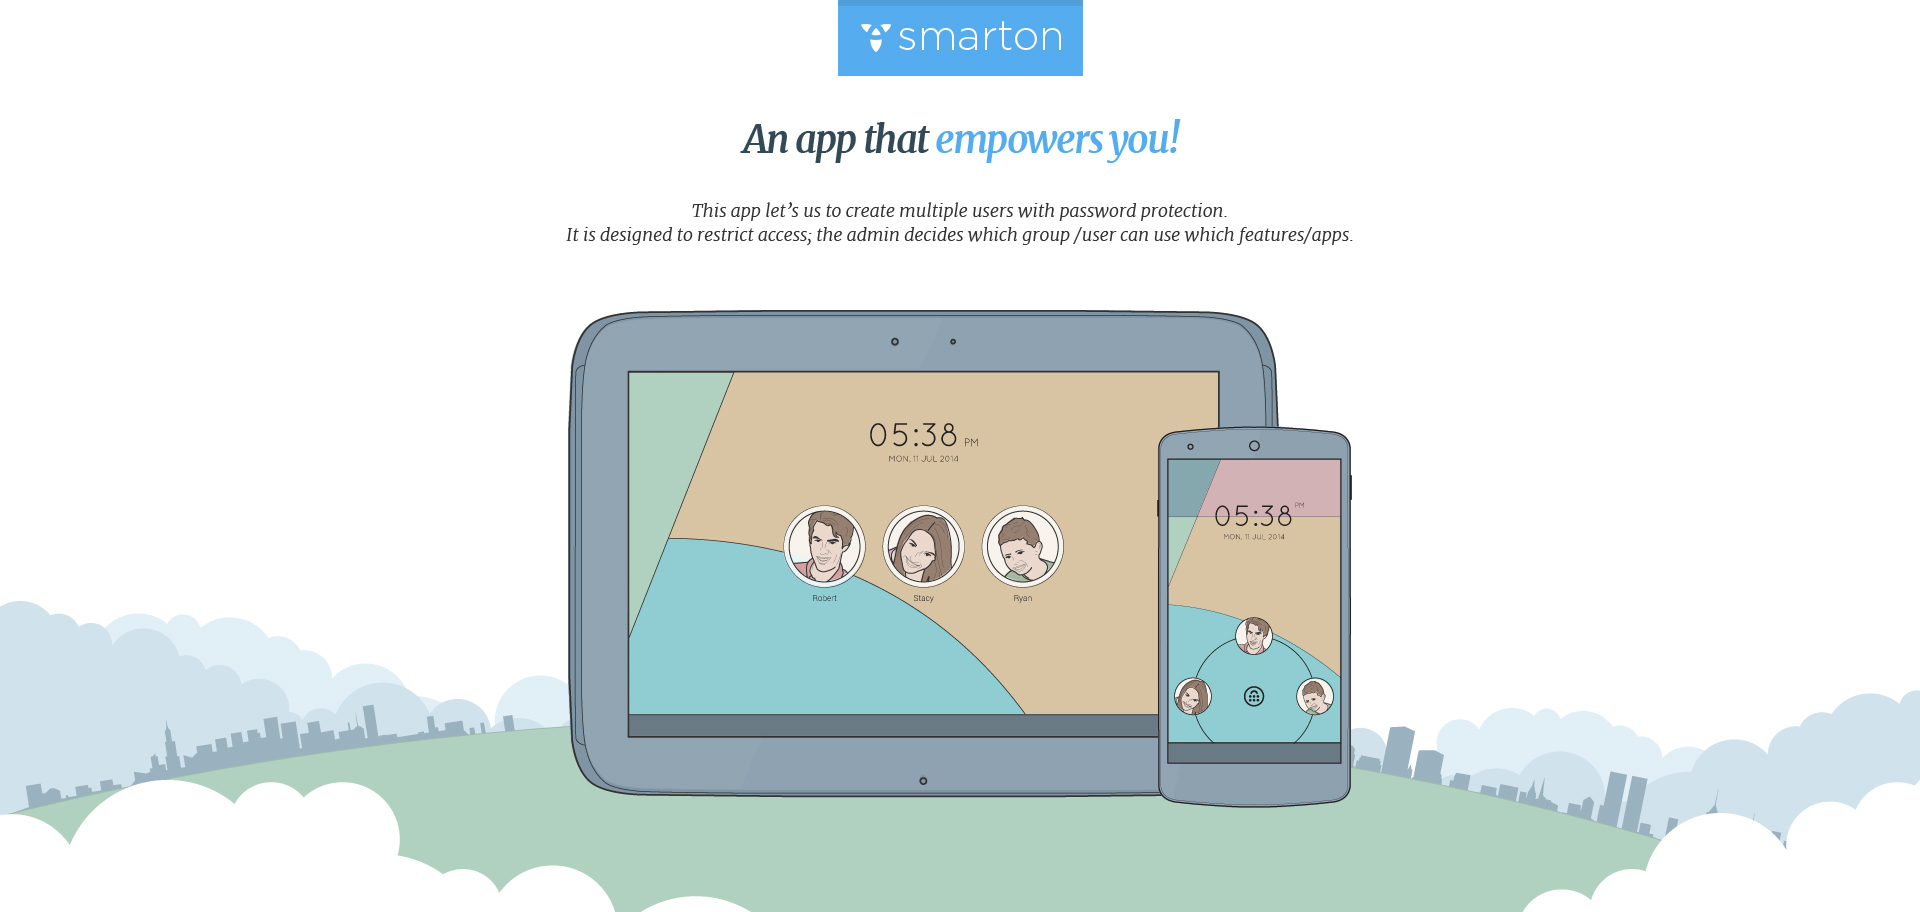 smarton
An app that empowers you!
This app let’s us to create multiple users with password protection.
It is designed to restrict access; the admin decides which group /user can use which features/apps.
05:38 PM
MON, 11 JUL 2014
Robert
Stacy
Ryan
05:38 PM
MON, 11 JUL 2014